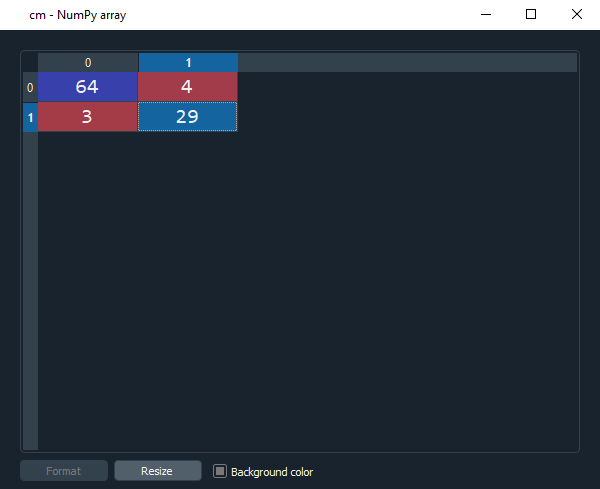 cm - NumPy array
0 1
0 64 4
1 3 29
Format Resize Background color